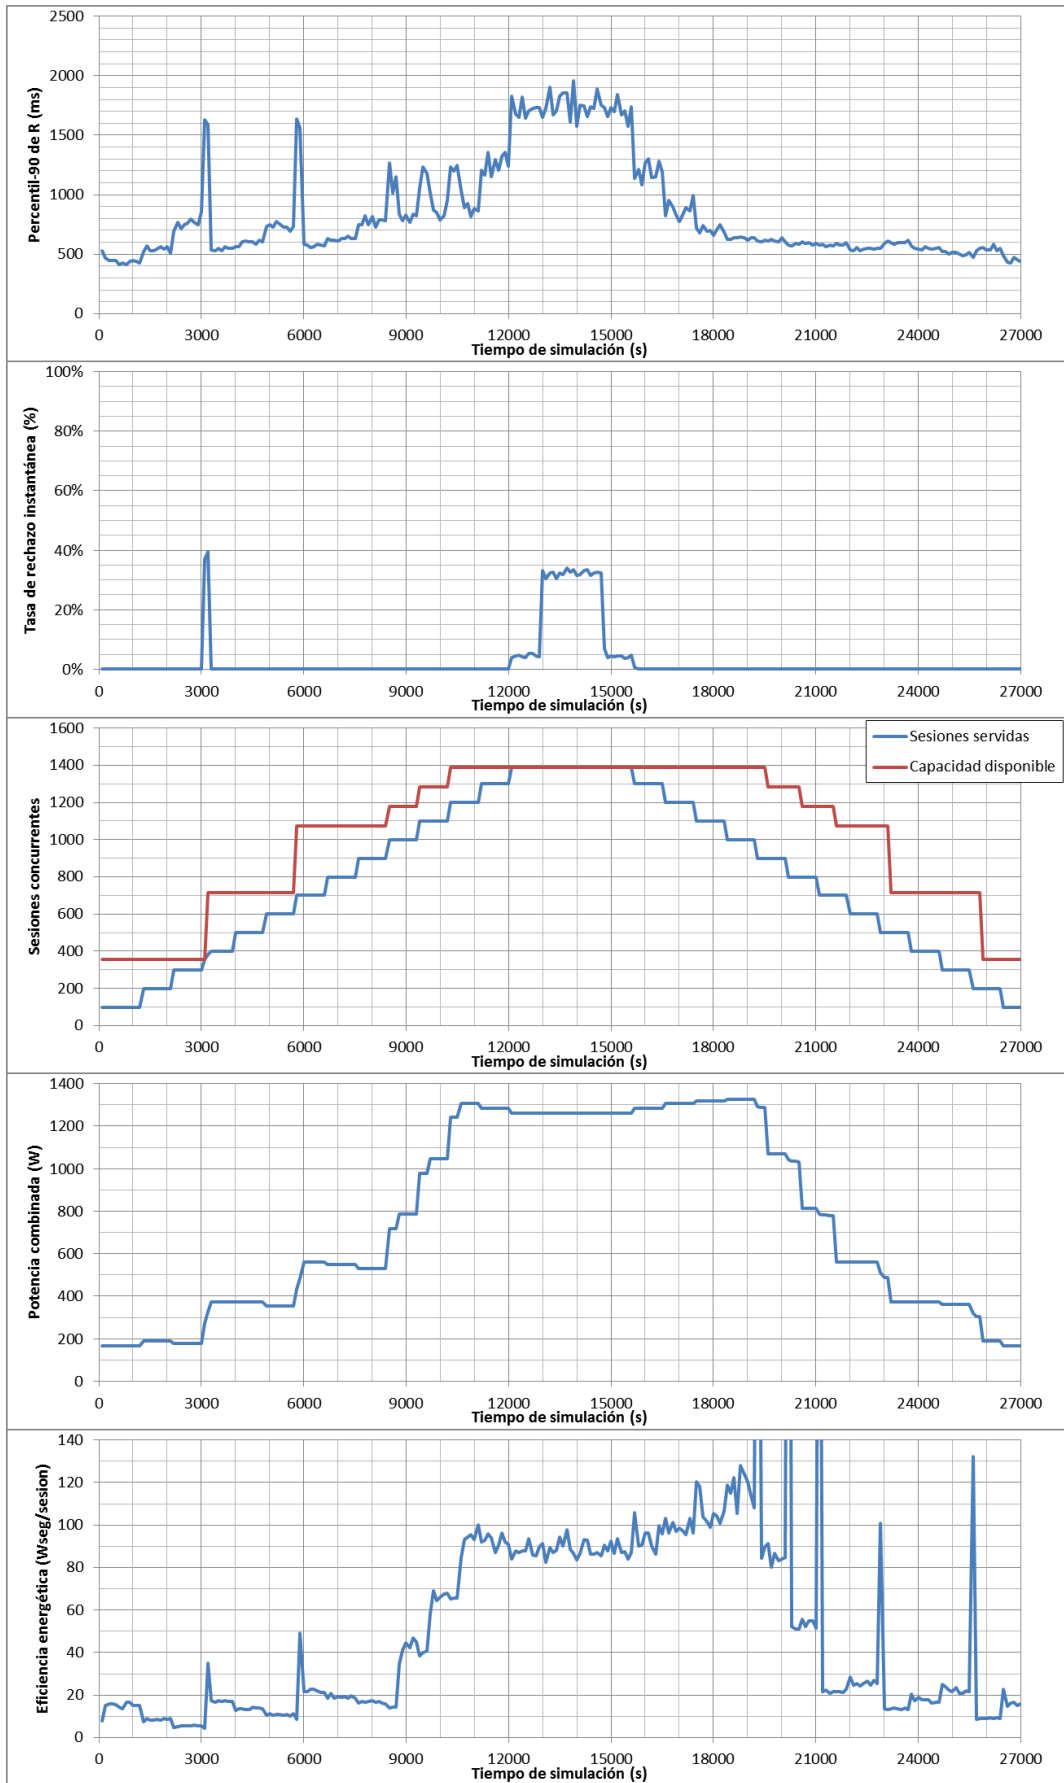 Percentil-90 de R (ms)
2500
2000
1500
1000
500
0
0 3000 6000 9000 12000 15000 18000 21000 24000 27000
Tiempo de simulación (s)
Tasa de rechazo instantánea (%)
100%
80%
60%
40%
20%
0%
0 3000 6000 9000 12000 15000 18000 21000 24000 27000
Tiempo de simulación (s)
Sesiones concurrentes
1600
1400
1200
1000
800
600
400
200
0
Sesiones servidas
Capacidad disponible
0 3000 6000 9000 12000 15000 18000 21000 24000 27000
Tiempo de simulación (s)
Potencia combinada (W)
1400
1200
1000
800
600
400
200
0
0 3000 6000 9000 12000 15000 18000 21000 24000 27000
Tiempo de simulación (s)
Eficiencia energética (Wseg/sesion)
140
120
100
80
60
40
20
0
0 3000 6000 9000 12000 15000 18000 21000 24000 27000
Tiempo de simulación (s)